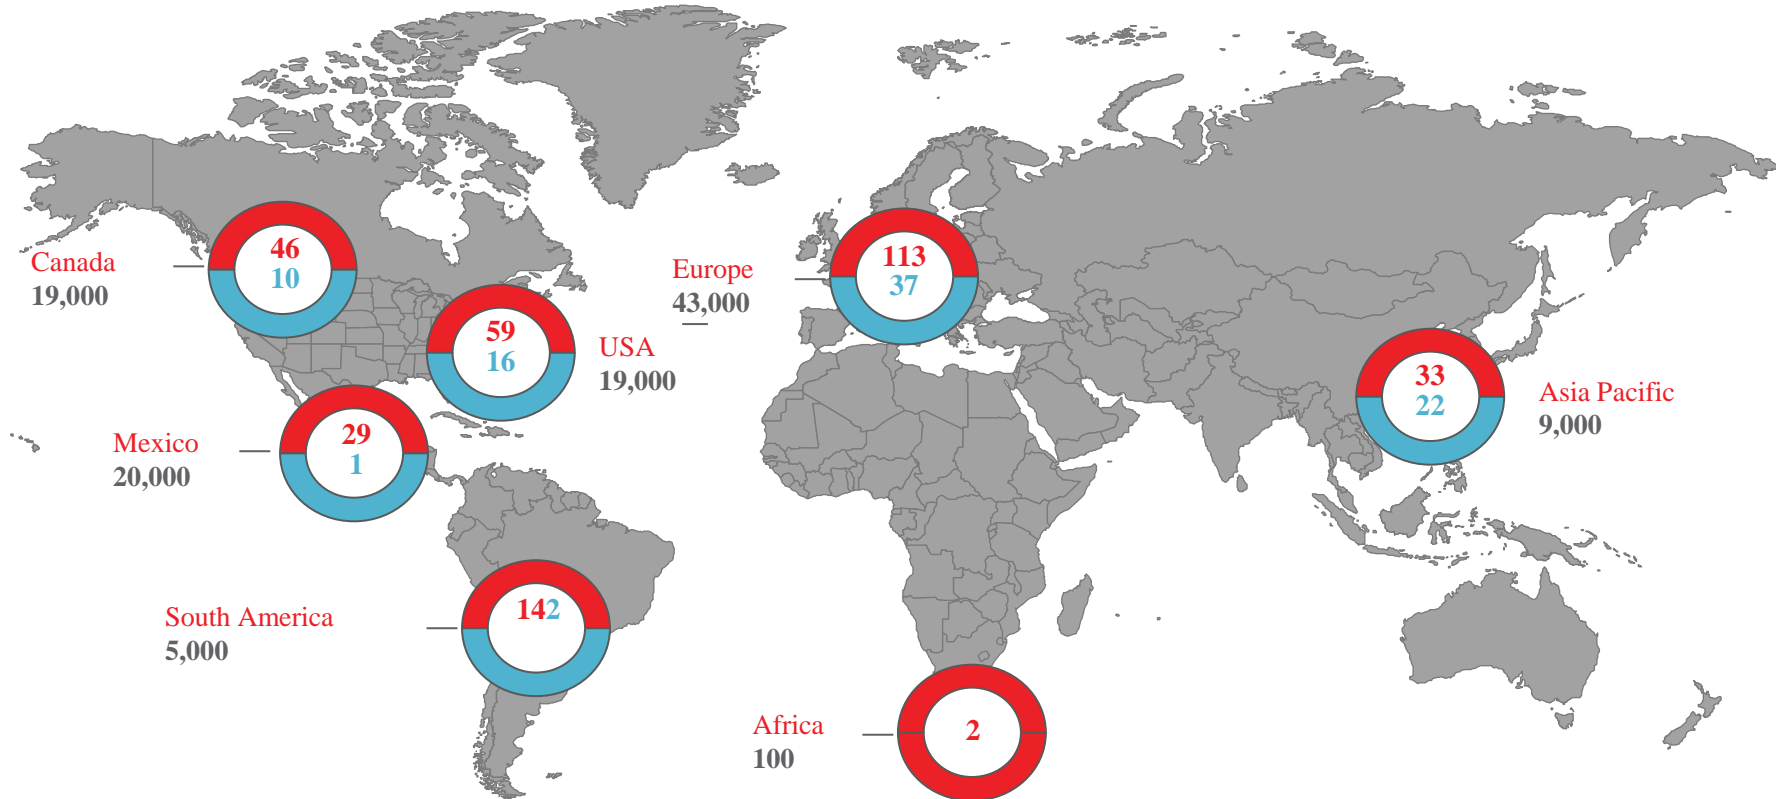 Canada
19,000
46
10
59
16
USA
19,000
Mexico
20,000
29
1
South America
5,000
142
Europe
43,000
113
37
Africa
100
2
33
22
Asia Pacific
9,000